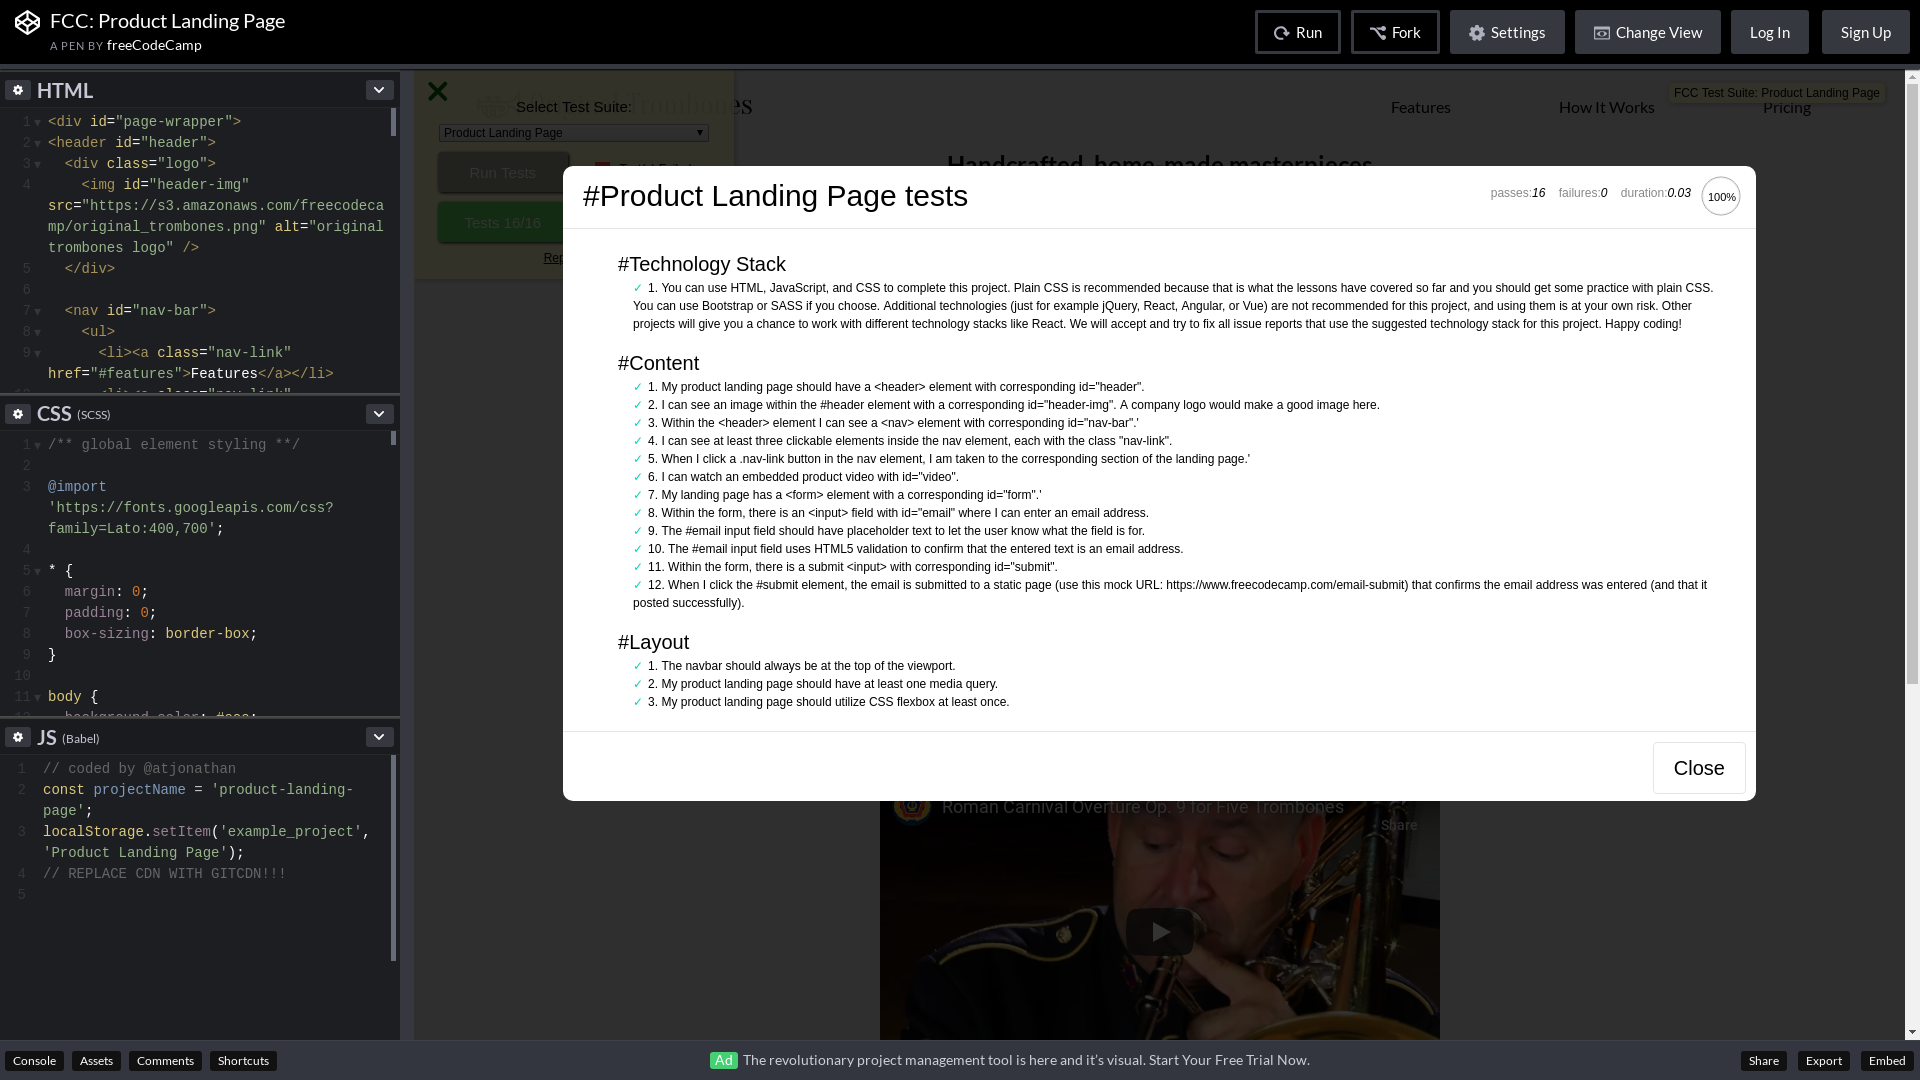 FCC: Product Landing Page
A PEN BY freeCodeCamp
Run
Fork
Settings
Change View
Log In
Sign Up
HTML
1 <div id="page-wrapper">
2 <header id="header">
3 <div class="logo">
4 <img id="header-img"
src="https://s3.amazonaws.com/freecodeca
mp/original_trombones.png" alt="original
trombones logo" />
5 </div>
6
7 <nav id="nav-bar">
8 <ul>
9 <li><a class="nav-link"
href="#features">Features</a></li>
CSS (SCSS)
1 /** global element styling **/
2
3 @import
'https://fonts.googleapis.com/css?
family=Lato:400,700';
4
5 * {
6 margin: 0;
7 padding: 0;
8 box-sizing: border-box;
9 }
10
11 body {
JS (Babel)
1 // coded by @atjonathan
2 const projectName = 'product-landing-
page';
3 localStorage.setItem('example_project',
'Product Landing Page');
4 // REPLACE CDN WITH GITCDN!!!
5
Select Test Suite:
Product Landing Page
Run Tests
Tests 16/16
Features
How It Works
Pricing
FCC Test Suite: Product Landing Page
Handcrafted, home-made masterpieces
#Product Landing Page tests
passes:16 failures:0 duration:0.03 100%
#Technology Stack
✓ 1. You can use HTML, JavaScript, and CSS to complete this project. Plain CSS is recommended because that is what the lessons have covered so far and you should get some practice with plain CSS.
You can use Bootstrap or SASS if you choose. Additional technologies (just for example jQuery, React, Angular, or Vue) are not recommended for this project, and using them is at your own risk. Other
projects will give you a chance to work with different technology stacks like React. We will accept and try to fix all issue reports that use the suggested technology stack for this project. Happy coding!
#Content
✓ 1. My product landing page should have a <header> element with corresponding id="header".
✓ 2. I can see an image within the #header element with a corresponding id="header-img". A company logo would make a good image here.
✓ 3. Within the <header> element I can see a <nav> element with corresponding id="nav-bar".'
✓ 4. I can see at least three clickable elements inside the nav element, each with the class "nav-link".
✓ 5. When I click a .nav-link button in the nav element, I am taken to the corresponding section of the landing page.'
✓ 6. I can watch an embedded product video with id="video".
✓ 7. My landing page has a <form> element with a corresponding id="form".'
✓ 8. Within the form, there is an <input> field with id="email" where I can enter an email address.
✓ 9. The #email input field should have placeholder text to let the user know what the field is for.
✓ 10. The #email input field uses HTML5 validation to confirm that the entered text is an email address.
✓ 11. Within the form, there is a submit <input> with corresponding id="submit".
✓ 12. When I click the #submit element, the email is submitted to a static page (use this mock URL: https://www.freecodecamp.com/email-submit) that confirms the email address was entered (and that it
posted successfully).
#Layout
✓ 1. The navbar should always be at the top of the viewport.
✓ 2. My product landing page should have at least one media query.
✓ 3. My product landing page should utilize CSS flexbox at least once.
Close
Roman Carnival Overture Op. 9 for Five Trombones
Share
Console
Assets
Comments
Shortcuts
Ad The revolutionary project management tool is here and it's visual. Start Your Free Trial Now.
Share
Export
Embed